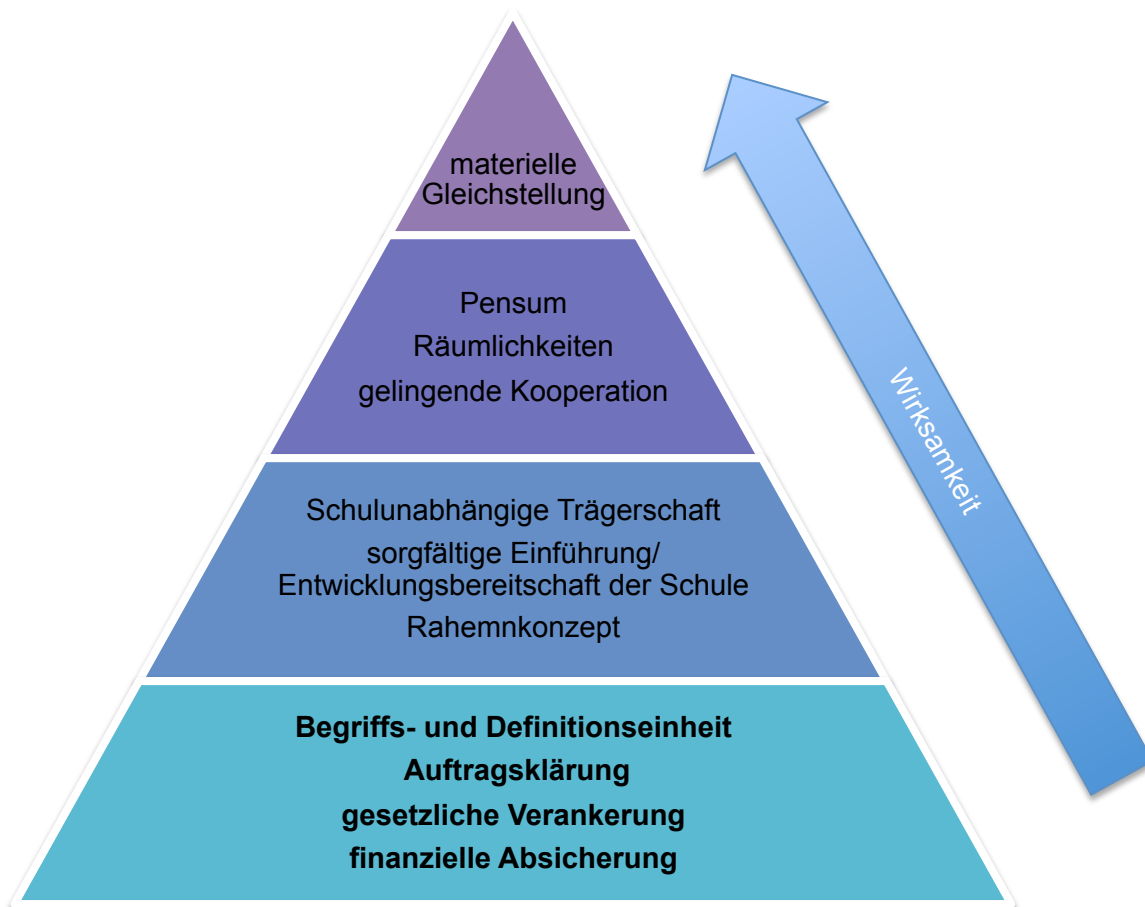 materielle
Gleichstellung
Pensum
Räumlichkeiten
gelingende Kooperation
Wirksamkeit
Schulunabhängige Trägerschaft
sorgfältige Einführung/
Entwicklungsbereitschaft der Schule
Rahemnkonzept
Begriffs- und Definitionseinheit
Auftragsklärung
gesetzliche Verankerung
finanzielle Absicherung